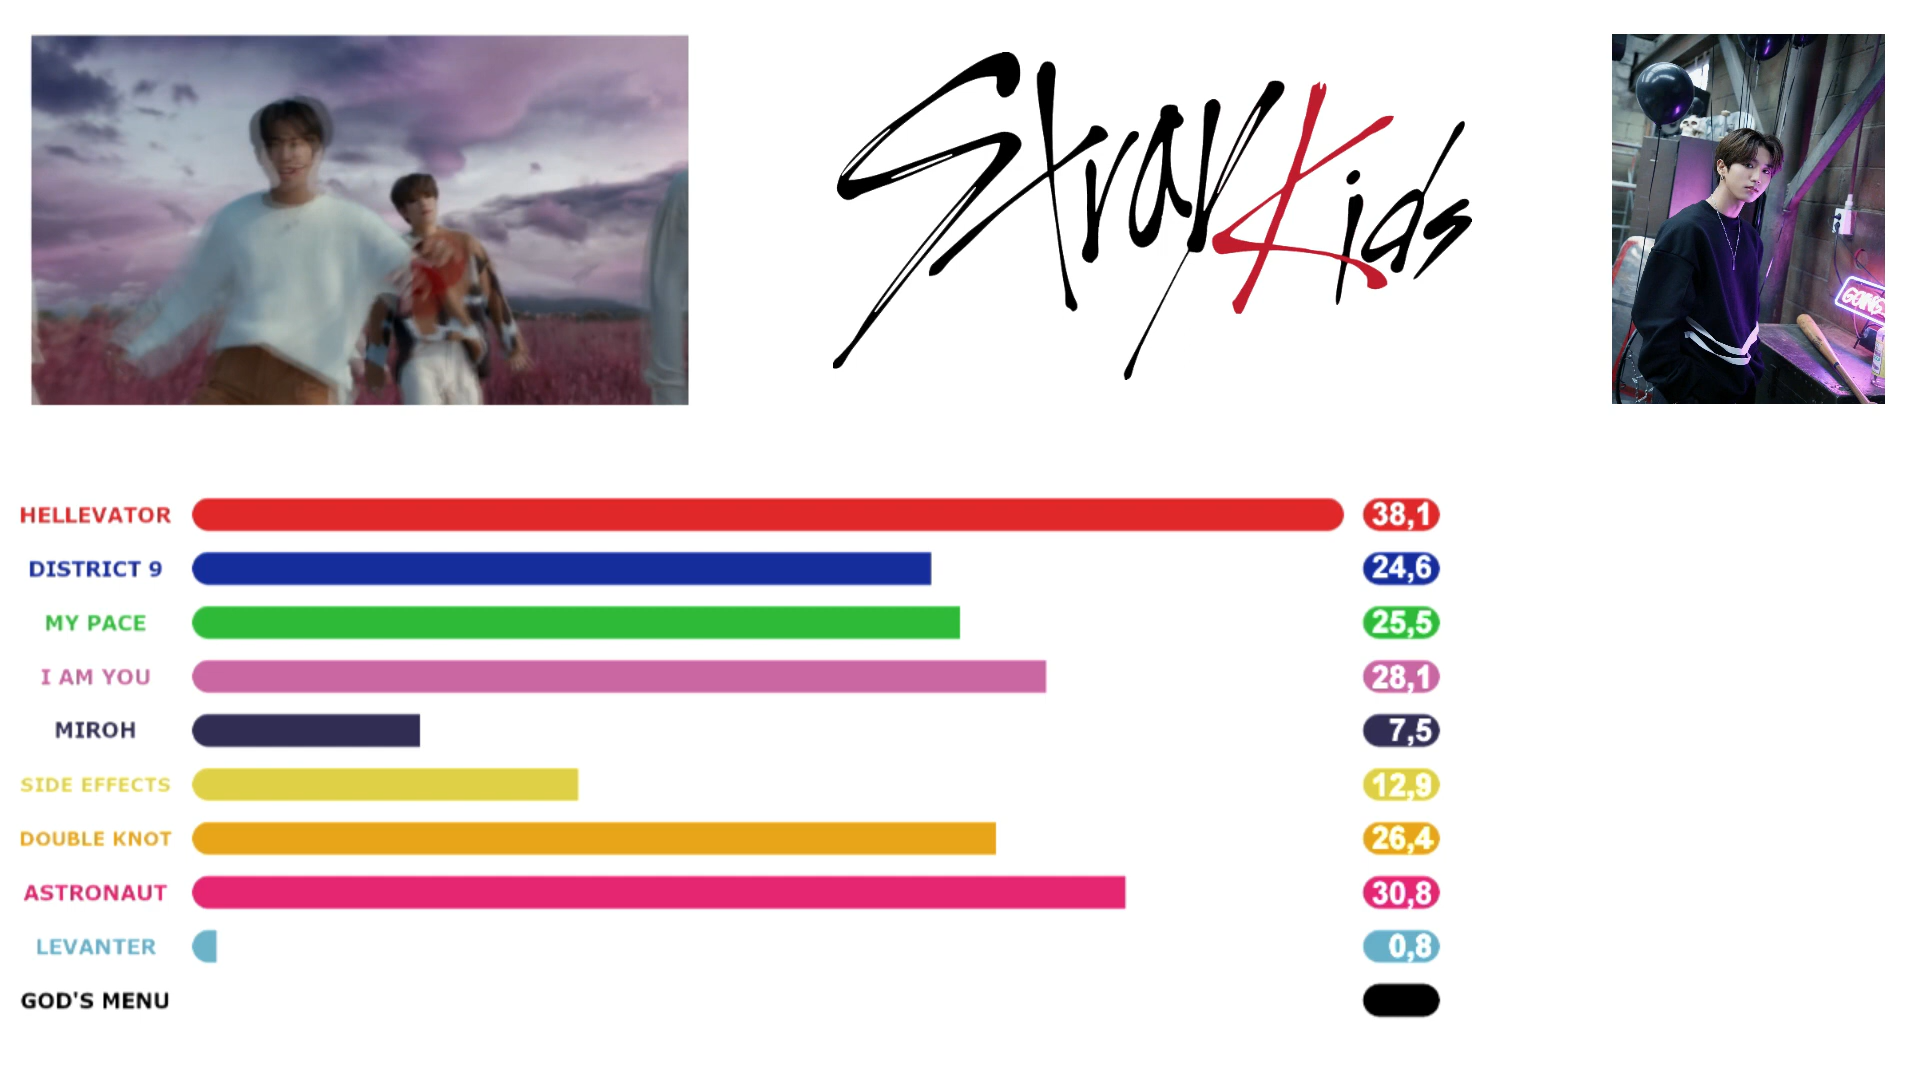 Stray Kids
GOING
HELLEVATOR 38,1
DISTRICT 9 24,6
MY PACE 25,5
I AM YOU 28,1
MIROH 7,5
SIDE EFFECTS 12,9
DOUBLE KNOT 26,4
ASTRONAUT 30,8
LEVANTER 0,8
GOD'S MENU